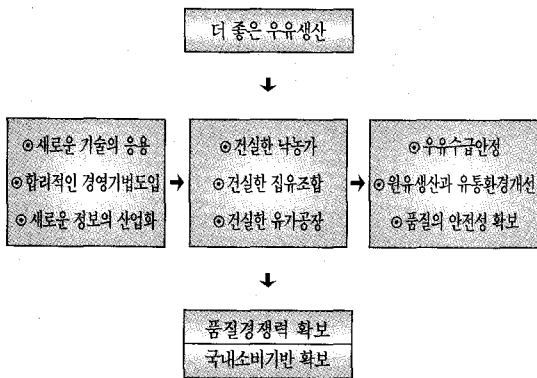 더 좋은 우유생산
⊙새로운 기술의 응용
⊙합리적인 경영기법도입
⊙새로운 정보의 산업화
⊙건실한 낙농가
⊙건실한 집유조합
⊙건실한 유가공장
⊙우유수급안정
⊙원유생산과 유통환경개선
⊙품질의 안전성 확보
품질경쟁력 확보
국내소비기반 확보